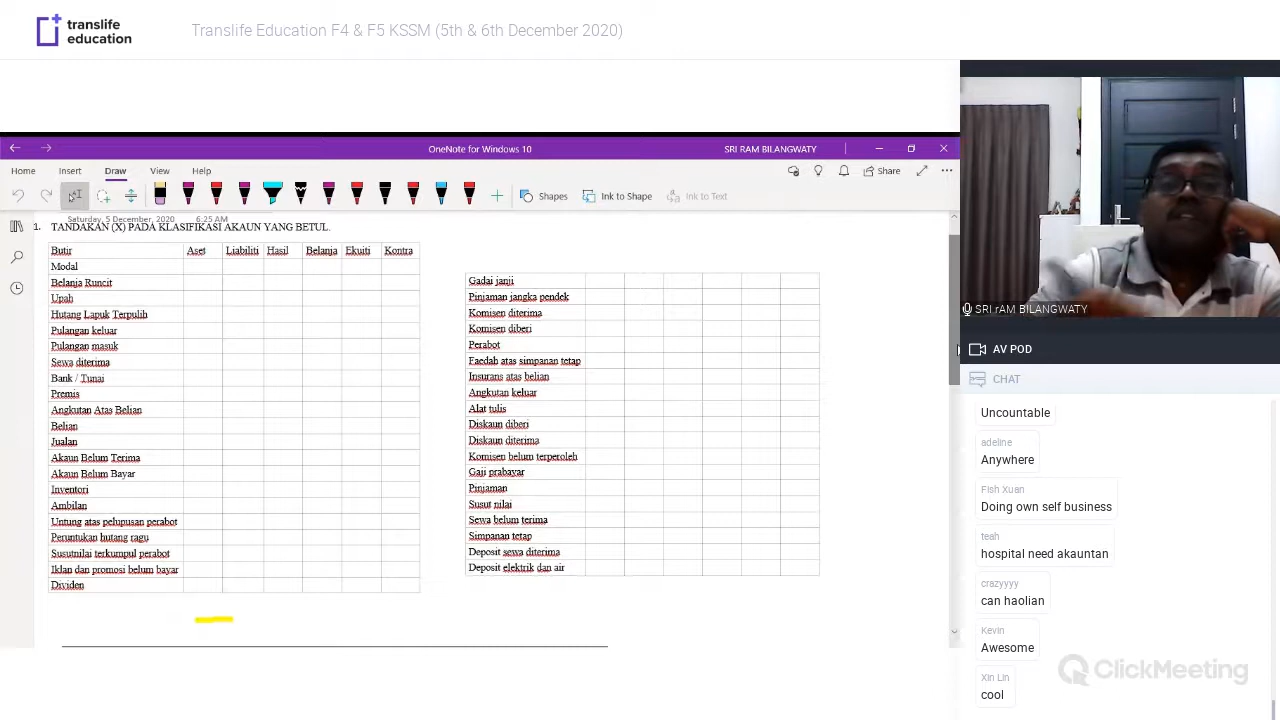 translife
education
Translife Education F4 & F5 KSSM (5th & 6th December 2020)
OneNote for Windows 10
SRI RAM BILANGWATY
Home Insert Draw View Help
Share
Shapes Ink to Shape Ink to Text
Saturday, 5 December, 2020 6:25 AM
1. TANDAKAN (X) PADA KLASIFIKASI AKAUN YANG BETUL.
Butir Aset Liabiliti Hasil Belanja Ekuiti Kontra
Modal
Belanja Runcit
Upah
Hutang Lapuk Terpulih
Pulangan keluar
Pulangan masuk
Sewa diterima
Bank / Tunai
Premis
Angkutan Atas Belian
Belian
Jualan
Akaun Belum Terima
Akaun Belum Bayar
Inventori
Ambilan
Untung atas pelupusan perabot
Peruntukan hutang ragu
Susutnilai terkumpul perabot
Iklan dan promosi belum bayar
Dividen
Gadai janji
Pinjaman jangka pendek
Komisen diterima
Komisen diberi
Perabot
Faedah atas simpanan tetap
Insurans atas belian
Angkutan keluar
Alat tulis
Diskaun diberi
Diskaun diterima
Komisen belum terperoleh
Gaji prabayar
Pinjaman
Susut nilai
Sewa belum terima
Simpanan tetap
Deposit sewa diterima
Deposit elektrik dan air
SRI rAM BILANGWATY
AV POD
CHAT
Uncountable
adeline
Anywhere
Fish Xuan
Doing own self business
teah
hospital need akauntan
crazyyyy
can haolian
Kevin
Awesome
Xin Lin
cool
ClickMeeting